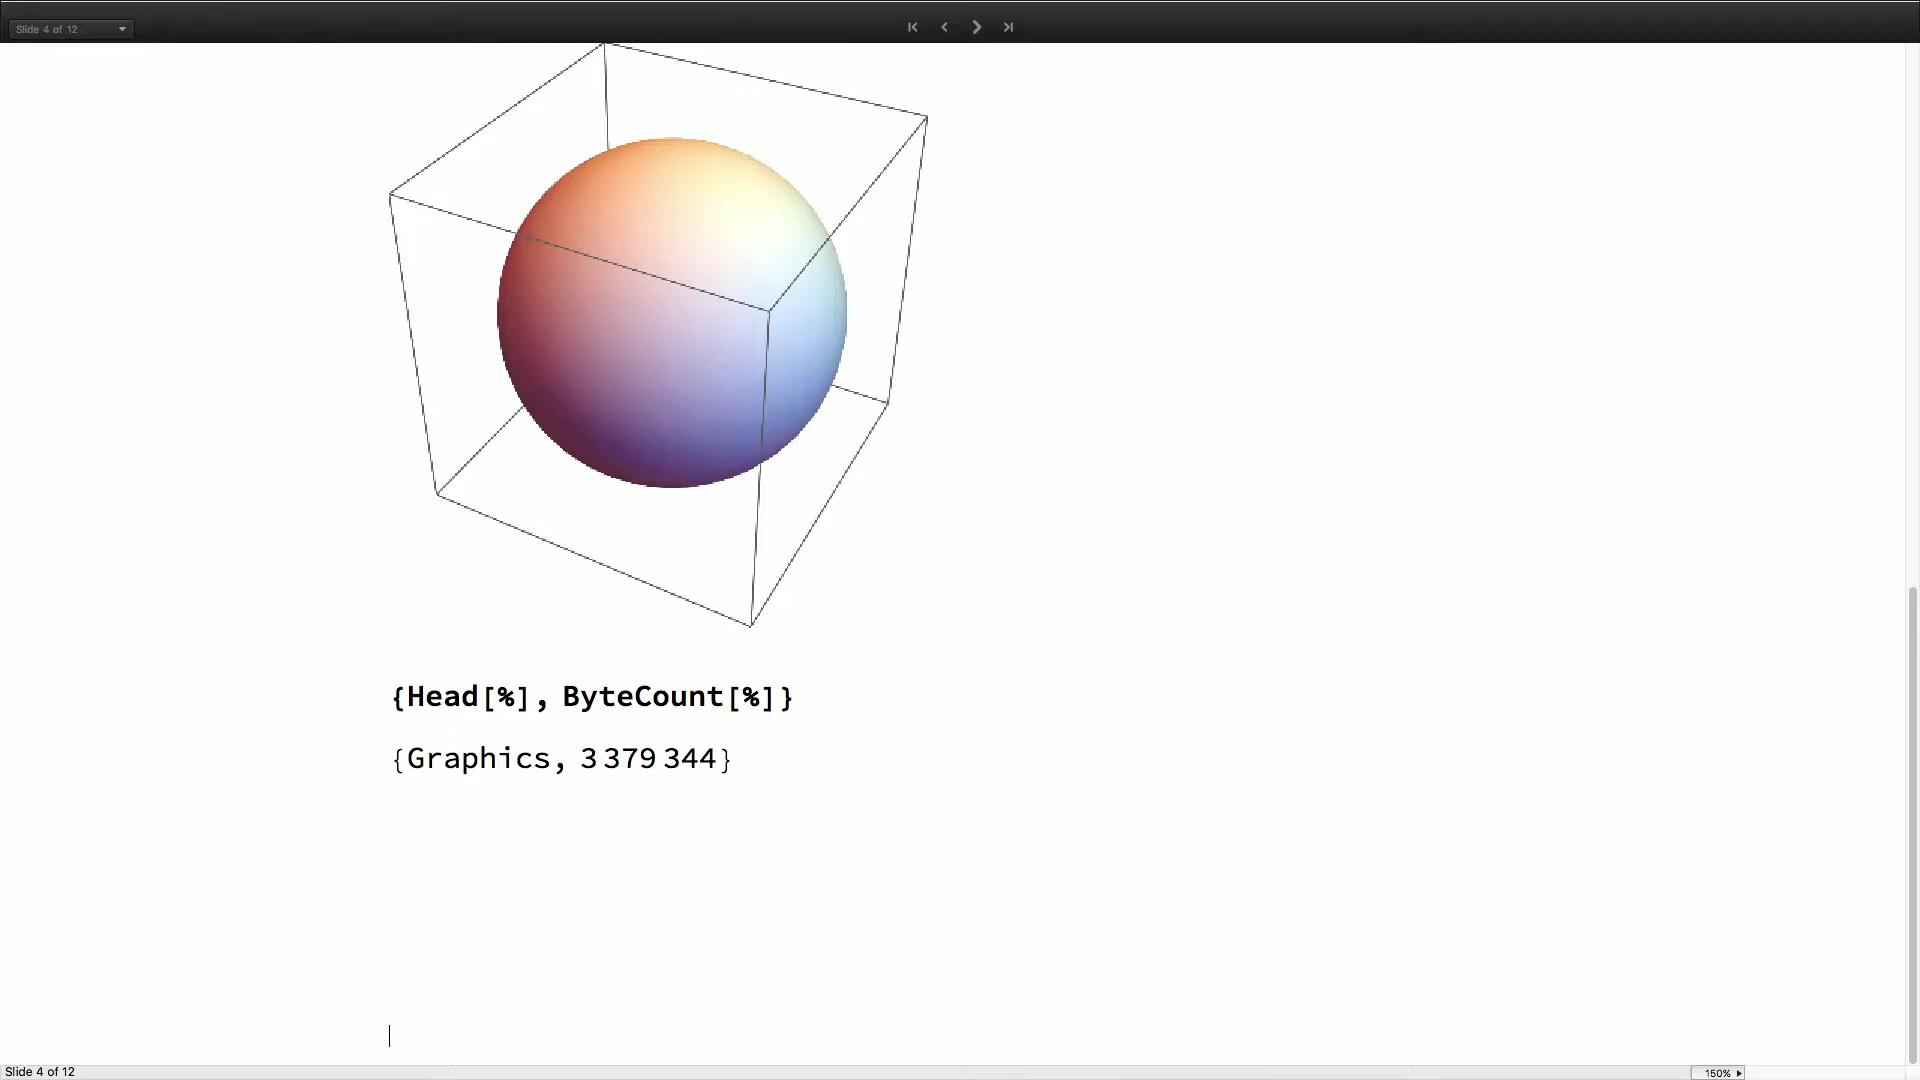 Slide 4 of 12
{Head[%], ByteCount[%]}
{Graphics, 3 379 344}
Slide 4 of 12
150%